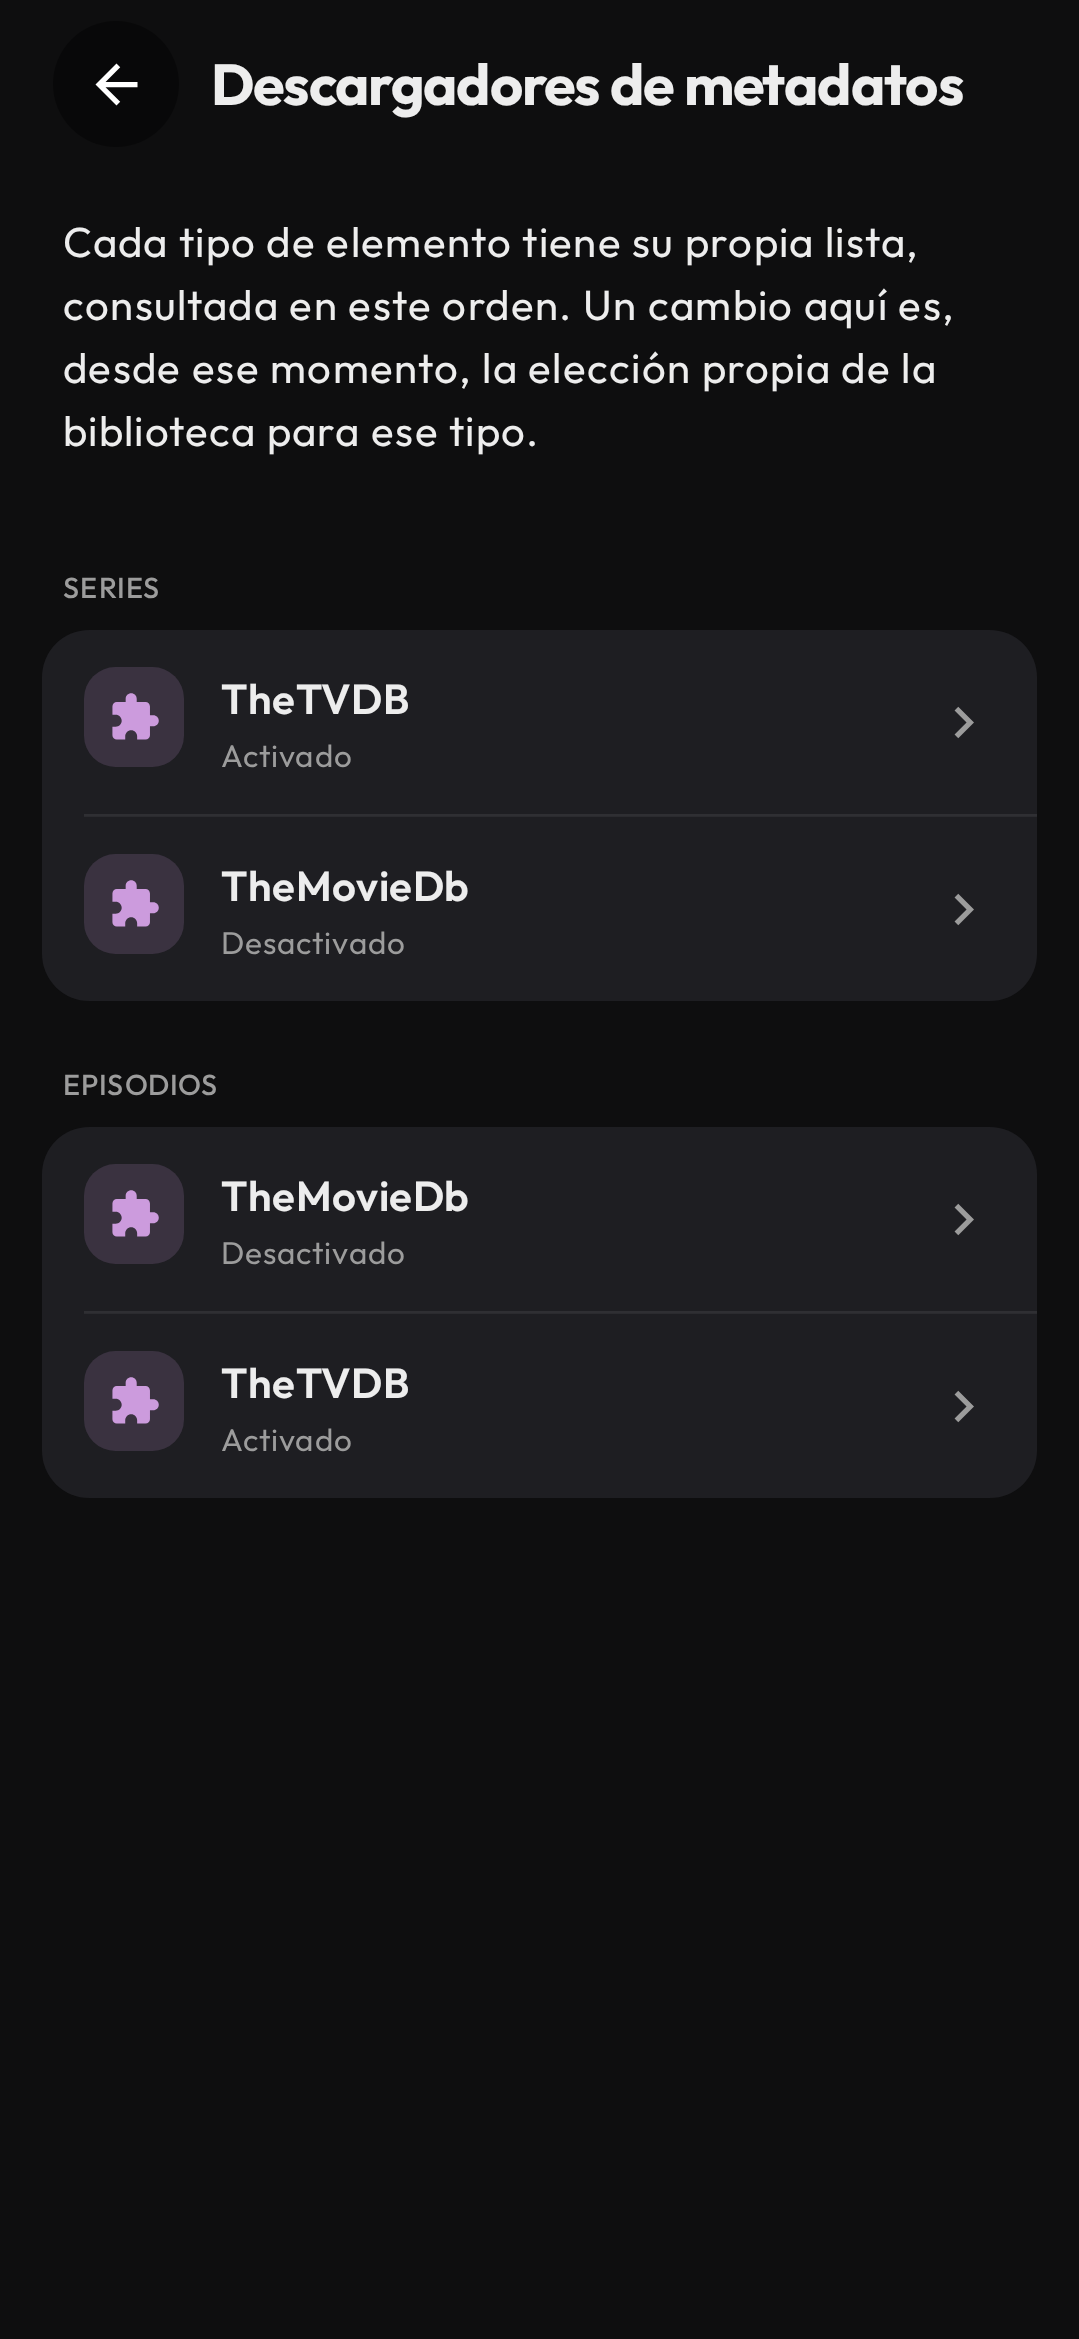 Descargadores de metadatos
Cada tipo de elemento tiene su propia lista,
consultada en este orden. Un cambio aquí es,
desde ese momento, la elección propia de la
biblioteca para ese tipo.
SERIES
TheTVDB
Activado
TheMovieDb
Desactivado
EPISODIOS
TheMovieDb
Desactivado
TheTVDB
Activado